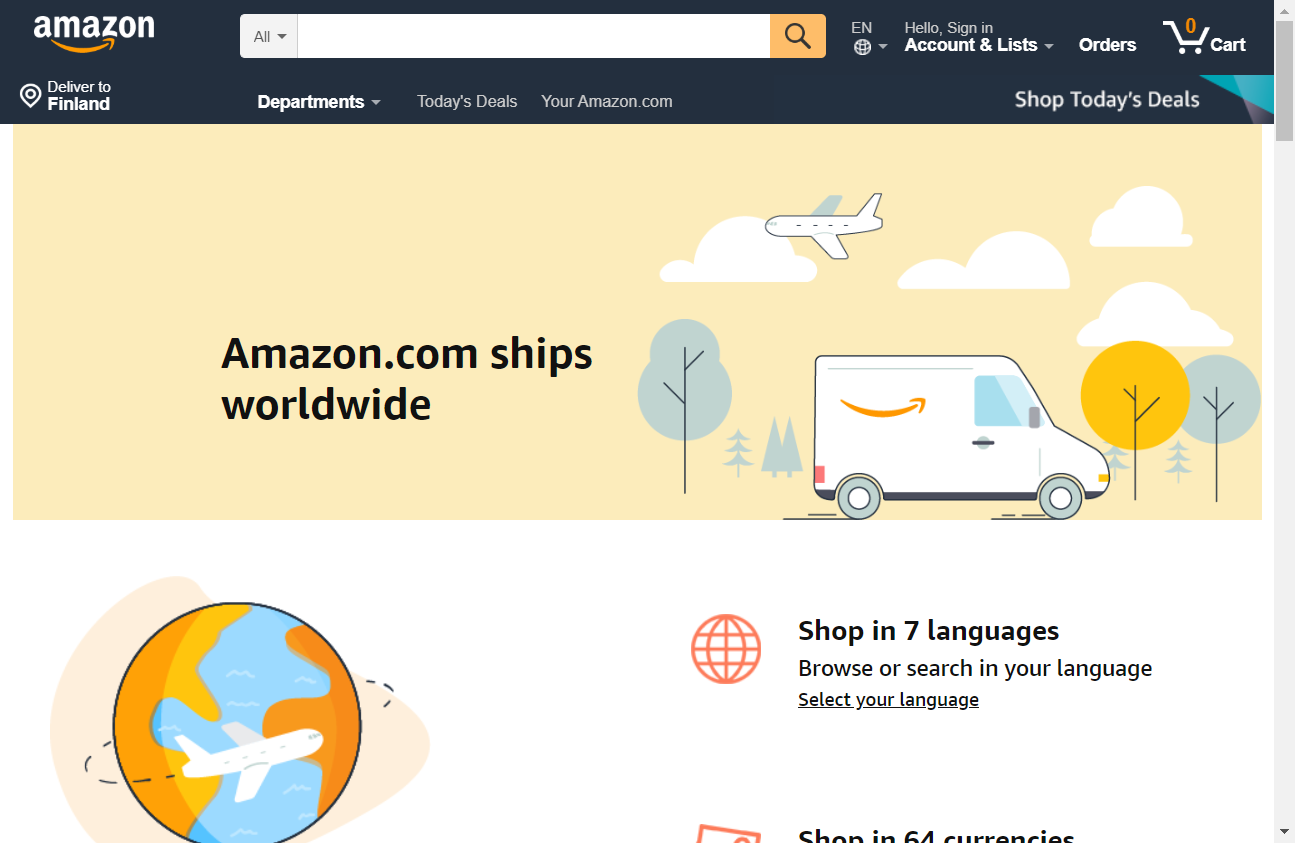 amazon
All
EN
Hello, Sign in
Account & Lists
Orders
0
Cart
Deliver to
Finland
Departments
Today's Deals
Your Amazon.com
Shop Today's Deals
Amazon.com ships
worldwide
Shop in 7 languages
Browse or search in your language
Select your language
Shop in 64 currencies